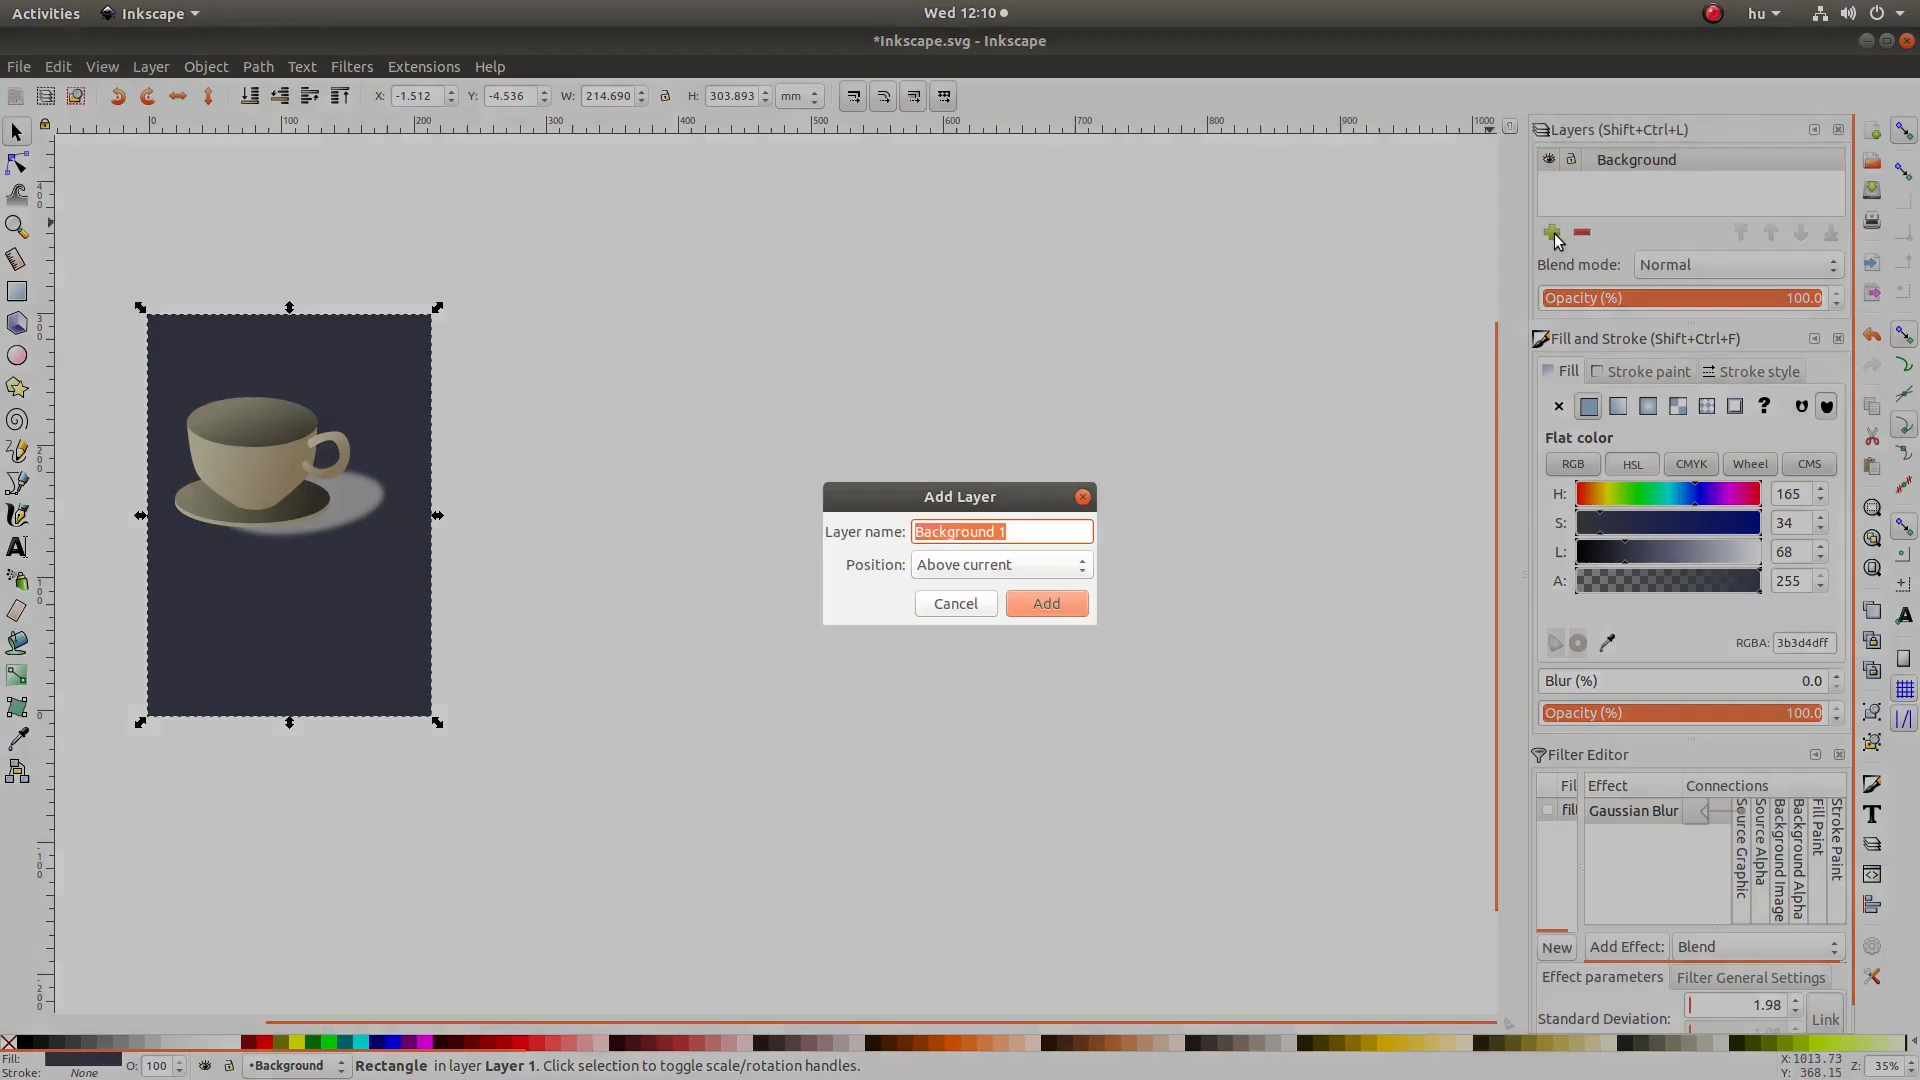 Activities Inkscape Wed 12:10 hu
*Inkscape.svg - Inkscape
File Edit View Layer Object Path Text Filters Extensions Help
X: -1.512 Y: -4.536 W: 214.690 H: 303.893 mm
0 100 200 300 400 500 600 700 800 900 1000
Layers (Shift+Ctrl+L)
Background
Blend mode: Normal
Opacity (%) 100.0
Fill and Stroke (Shift+Ctrl+F)
Fill Stroke paint Stroke style
Flat color
RGB HSL CMYK Wheel CMS
H: 165
S: 34
L: 68
A: 255
RGBA: 3b3d4dff
Blur (%) 0.0
Opacity (%) 100.0
Filter Editor
Fil Effect Connections
filt Gaussian Blur
Source Graphic
Source Alpha
Background Image
Background Alpha
Fill Paint
Stroke Paint
New Add Effect: Blend
Effect parameters Filter General Settings
Standard Deviation: 1.98
Link
Add Layer
Layer name: Background 1
Position: Above current
Cancel Add
Fill:
Stroke: None
O: 100
•Background
Rectangle in layer Layer 1. Click selection to toggle scale/rotation handles.
X:1013.73
Y: 368.15
Z: 35%